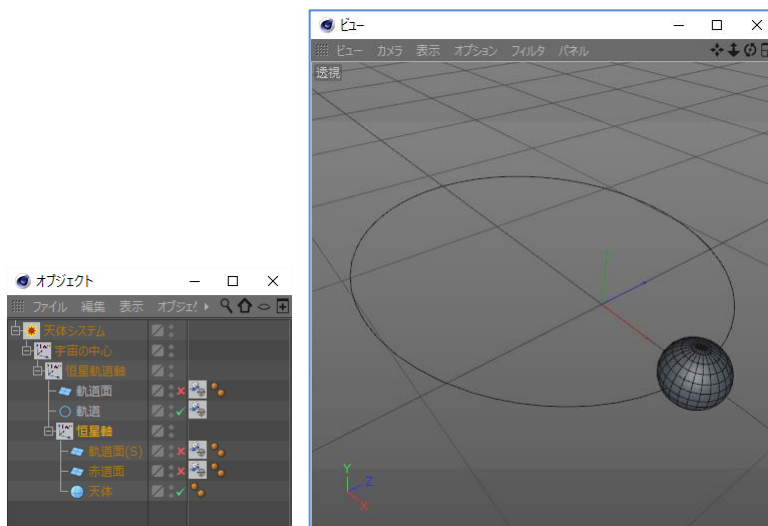 ビュー
ビュー カメラ 表示 オプション フィルタ パネル
透視
Y
Z
X
オブジェクト
ファイル 編集 表示 オブジェ
天体システム
宇宙の中心
恒星軌道軸
軌道面
軌道
恒星軸
軌道面(S)
赤道面
天体